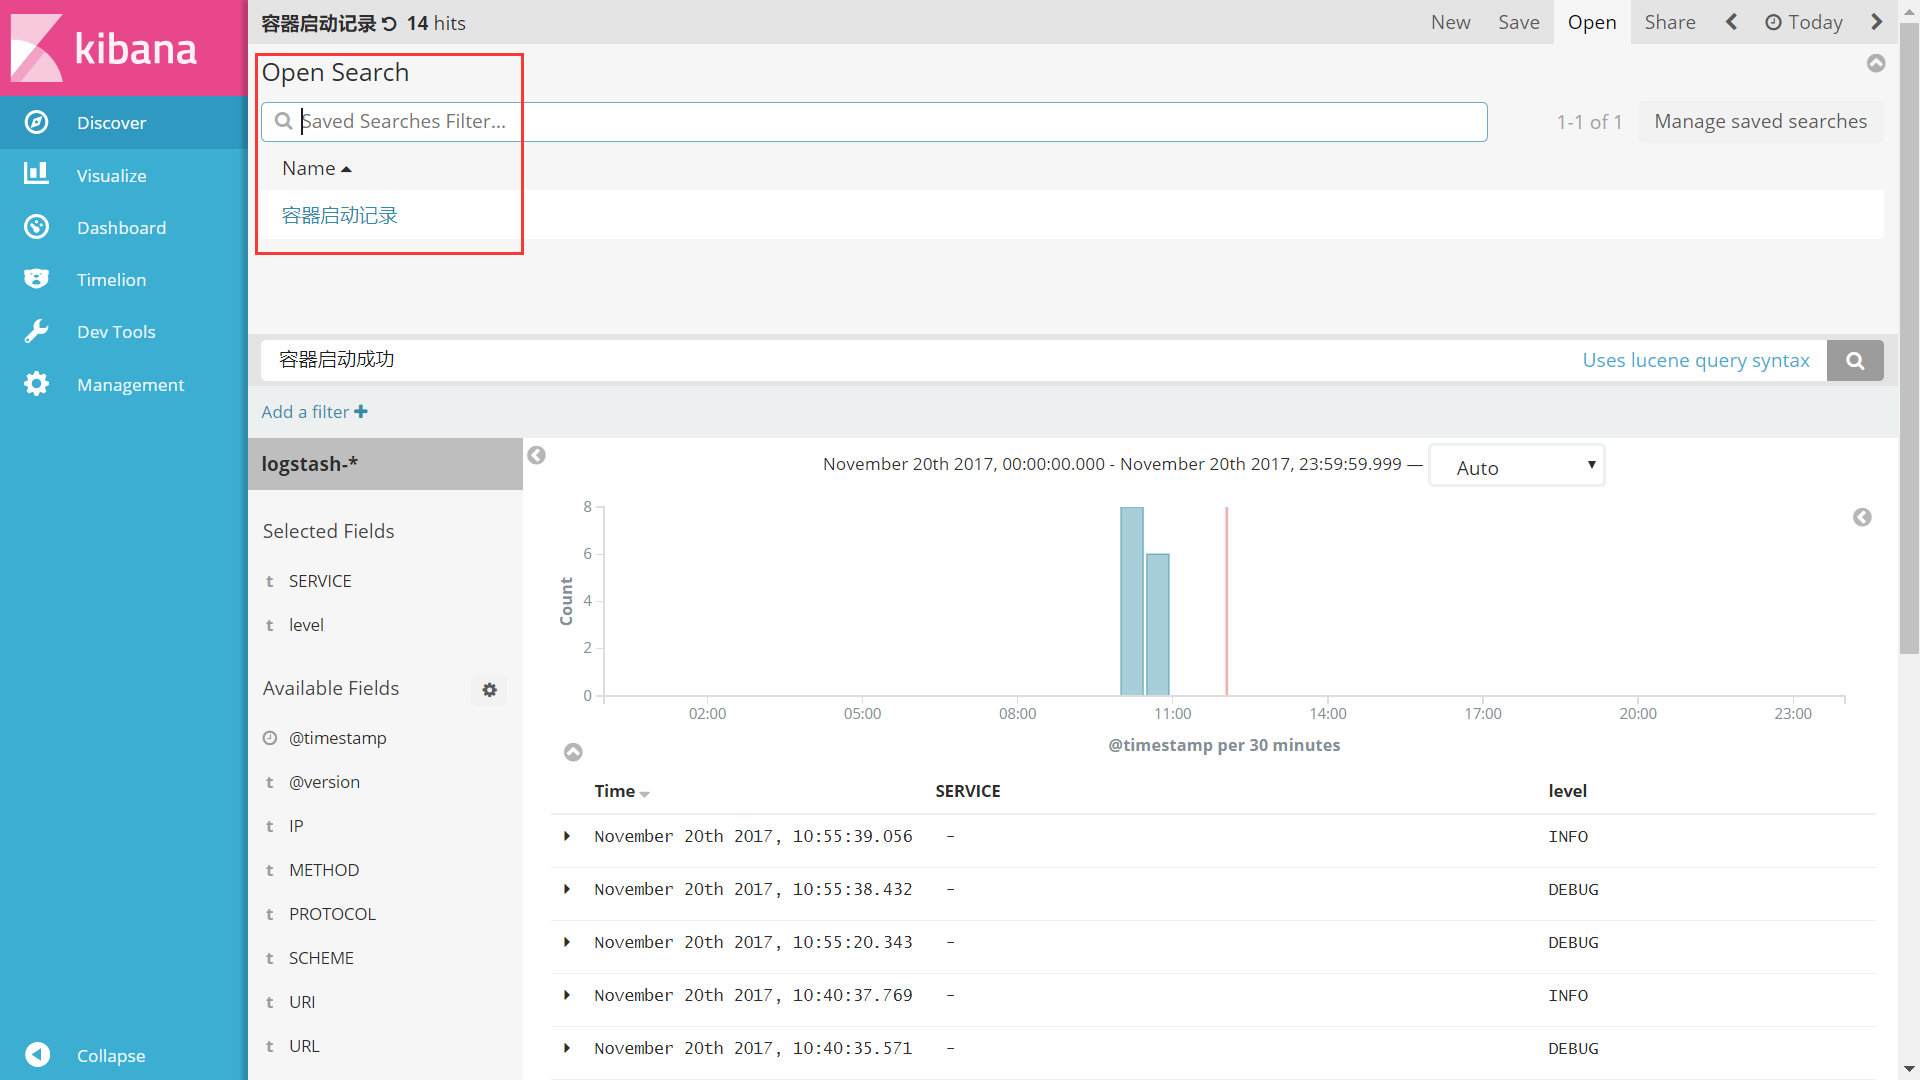 kibana
Discover
Visualize
Dashboard
Timelion
Dev Tools
Management
Collapse
容器启动记录 14 hits
New Save Open Share Today
Open Search
Saved Searches Filter...
1-1 of 1
Manage saved searches
Name
容器启动记录
容器启动成功
Uses lucene query syntax
Add a filter
logstash-*
Selected Fields
t SERVICE
t level
Available Fields
@timestamp
t @version
t IP
t METHOD
t PROTOCOL
t SCHEME
t URI
t URL
November 20th 2017, 00:00:00.000 - November 20th 2017, 23:59:59.999 — Auto
Count
8
6
4
2
0
02:00 05:00 08:00 11:00 14:00 17:00 20:00 23:00
@timestamp per 30 minutes
Time SERVICE level
November 20th 2017, 10:55:39.056 - INFO
November 20th 2017, 10:55:38.432 - DEBUG
November 20th 2017, 10:55:20.343 - DEBUG
November 20th 2017, 10:40:37.769 - INFO
November 20th 2017, 10:40:35.571 - DEBUG